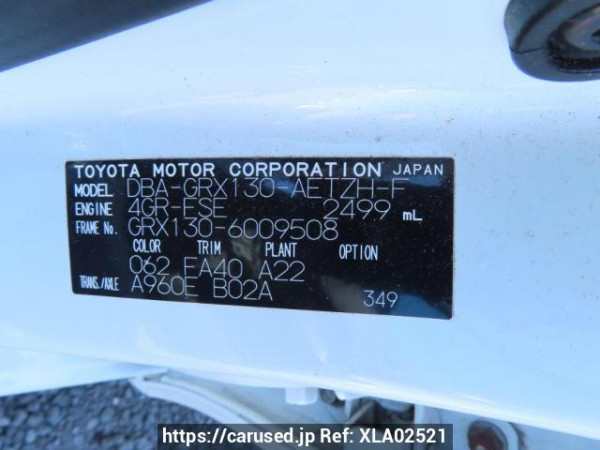 TOYOTA MOTOR CORPORATION JAPAN
MODEL DBA-GRX130-AETZH-F
ENGINE 4GR-FSE 2499 mL
FRAME No. GRX130-6009508
COLOR TRIM PLANT OPTION
062 FA40 A22
TRANS./AXLE A960E B02A 349
https://carused.jp Ref: XLA02521